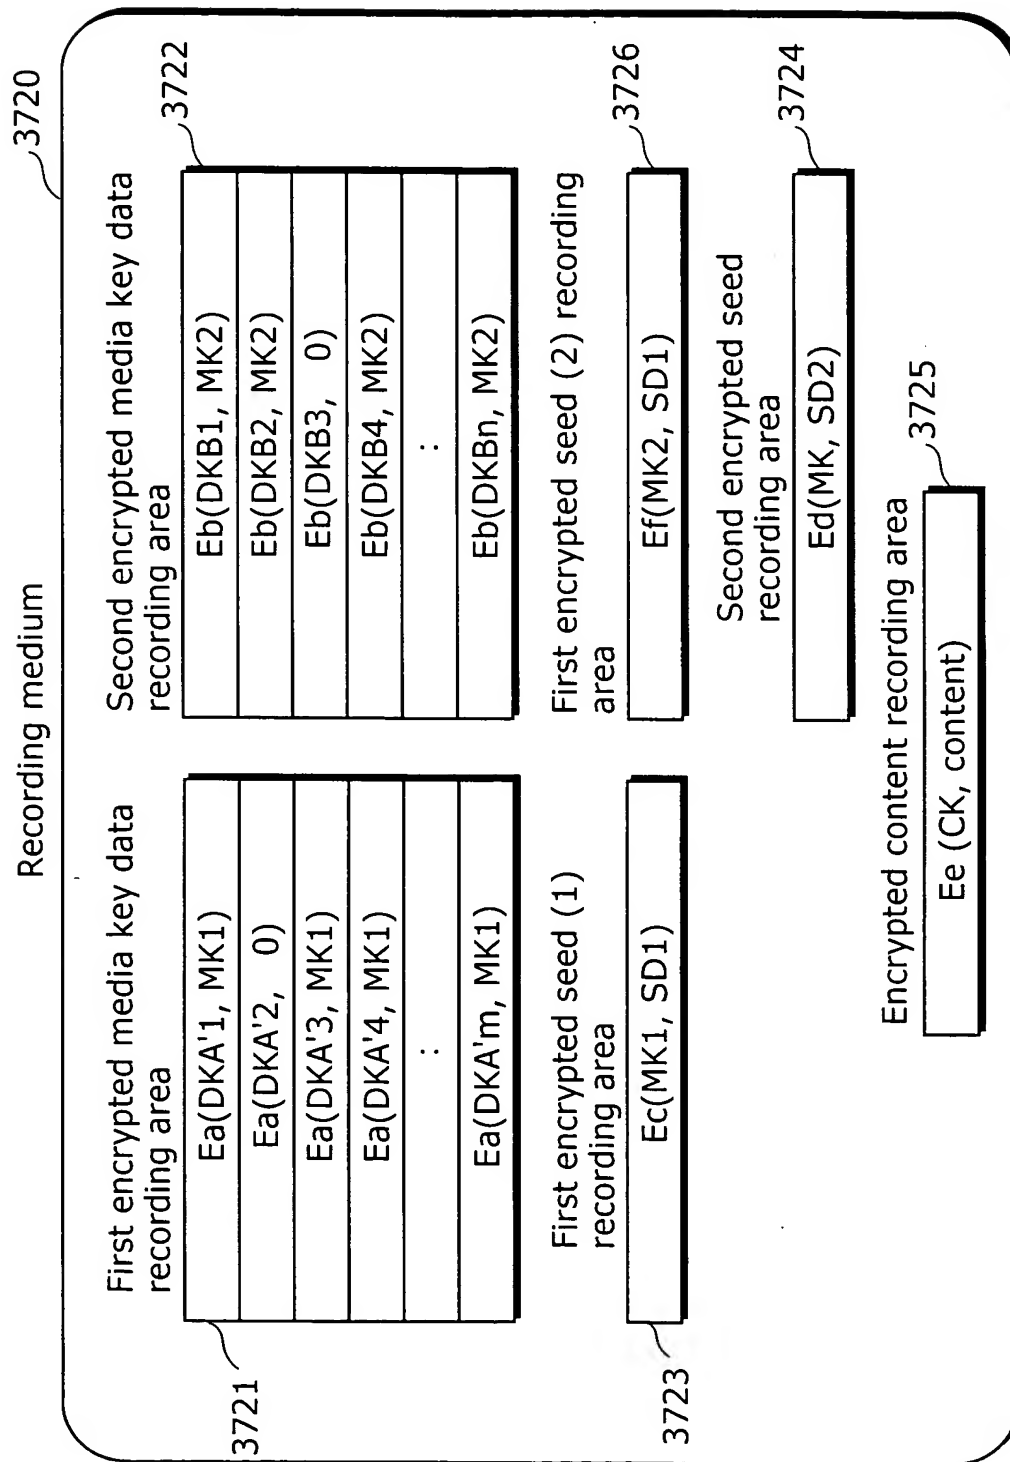 Recording medium
3720
First encrypted media key data
recording area
3721
Ea(DKA'1, MK1)
Ea(DKA'2, 0)
Ea(DKA'3, MK1)
Ea(DKA'4, MK1)
:
Ea(DKA'm, MK1)
Second encrypted media key data
recording area
3722
Eb(DKB1, MK2)
Eb(DKB2, MK2)
Eb(DKB3, 0)
Eb(DKB4, MK2)
:
Eb(DKBn, MK2)
First encrypted seed (1)
recording area
3723
Ec(MK1, SD1)
First encrypted seed (2) recording
area
3726
Ef(MK2, SD1)
Second encrypted seed
recording area
3724
Ed(MK, SD2)
Encrypted content recording area
3725
Ee (CK, content)